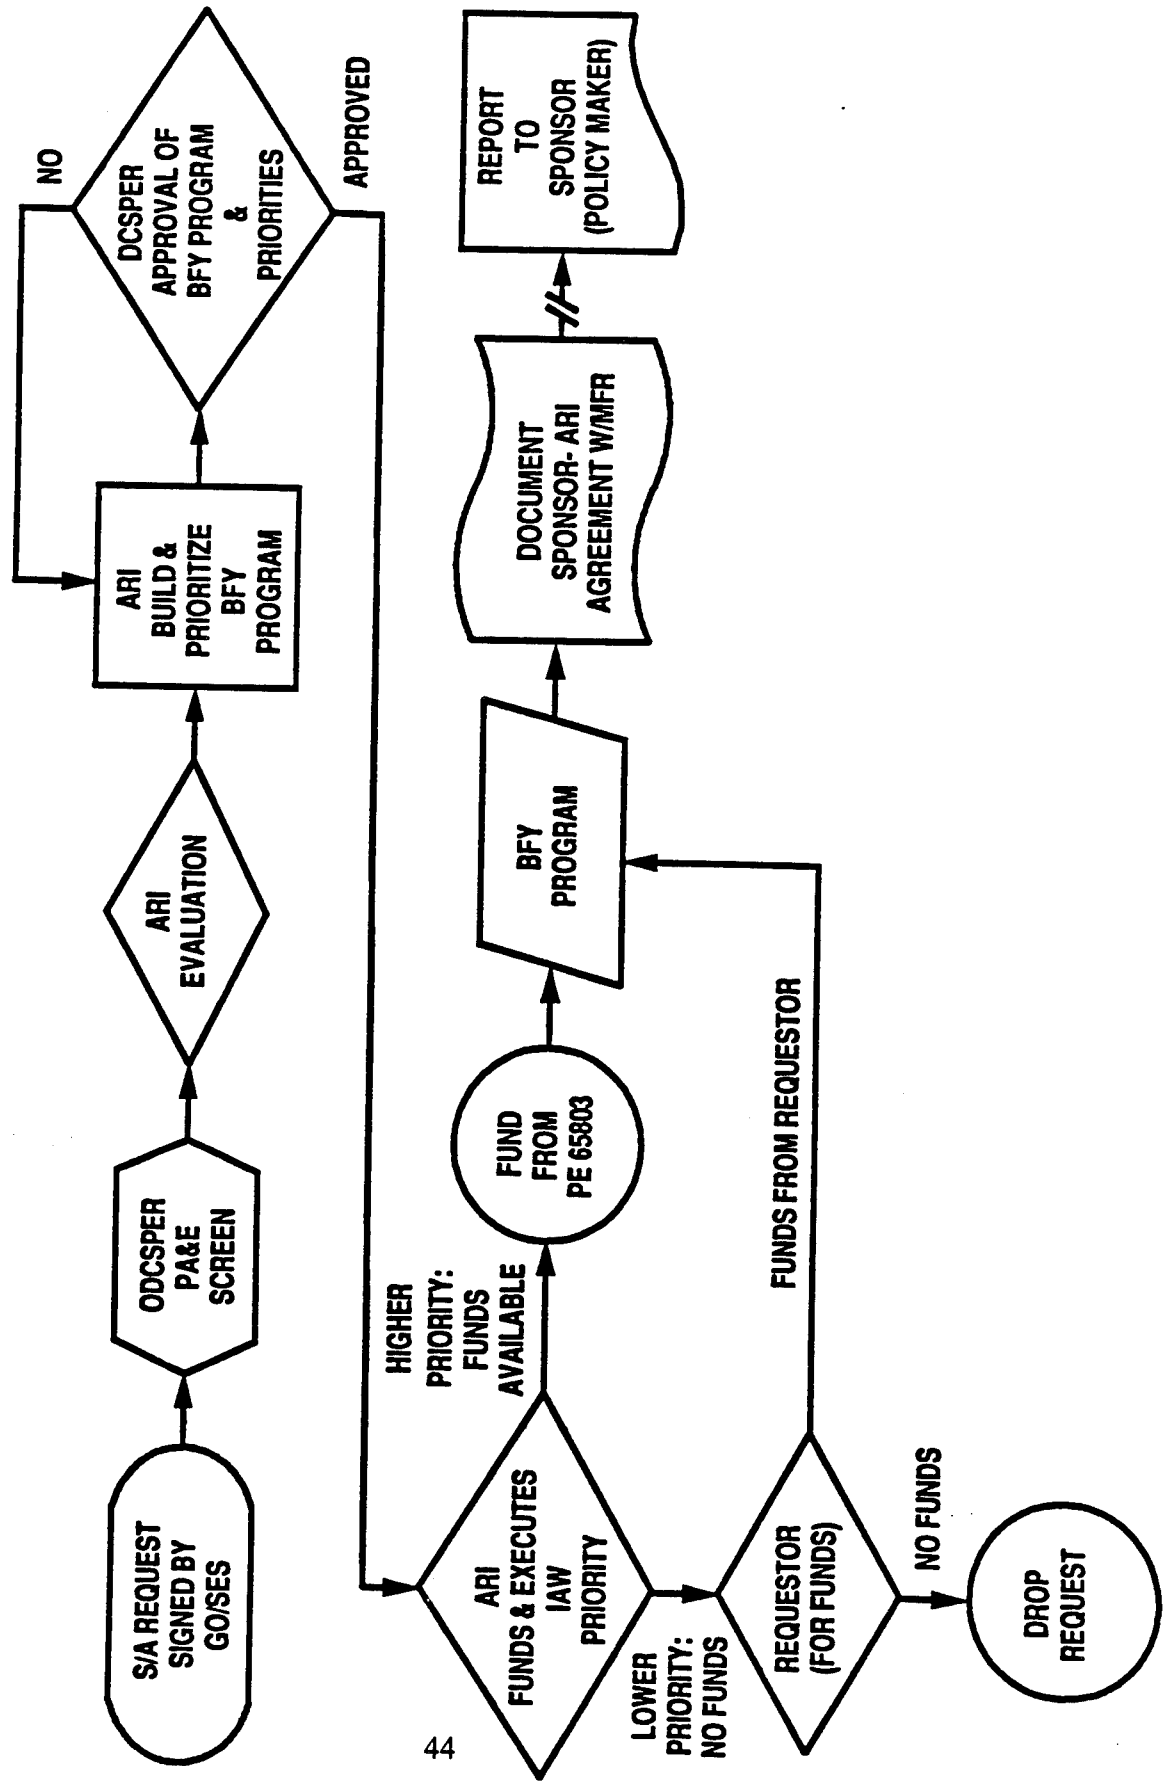 S/A REQUEST
SIGNED BY
GO/SES
ODCSPER
PA&E
SCREEN
ARI
EVALUATION
ARI
BUILD &
PRIORITIZE
BFY
PROGRAM
DCSPER
APPROVAL OF
BFY PROGRAM
&
PRIORITIES
NO
APPROVED
ARI
FUNDS & EXECUTES
IAW
PRIORITY
HIGHER
PRIORITY:
FUNDS
AVAILABLE
FUND
FROM
PE 65803
BFY
PROGRAM
DOCUMENT
SPONSOR- ARI
AGREEMENT W/MFR
REPORT
TO
SPONSOR
(POLICY MAKER)
LOWER
PRIORITY:
NO FUNDS
REQUESTOR
(FOR FUNDS)
FUNDS FROM REQUESTOR
NO FUNDS
DROP
REQUEST
44